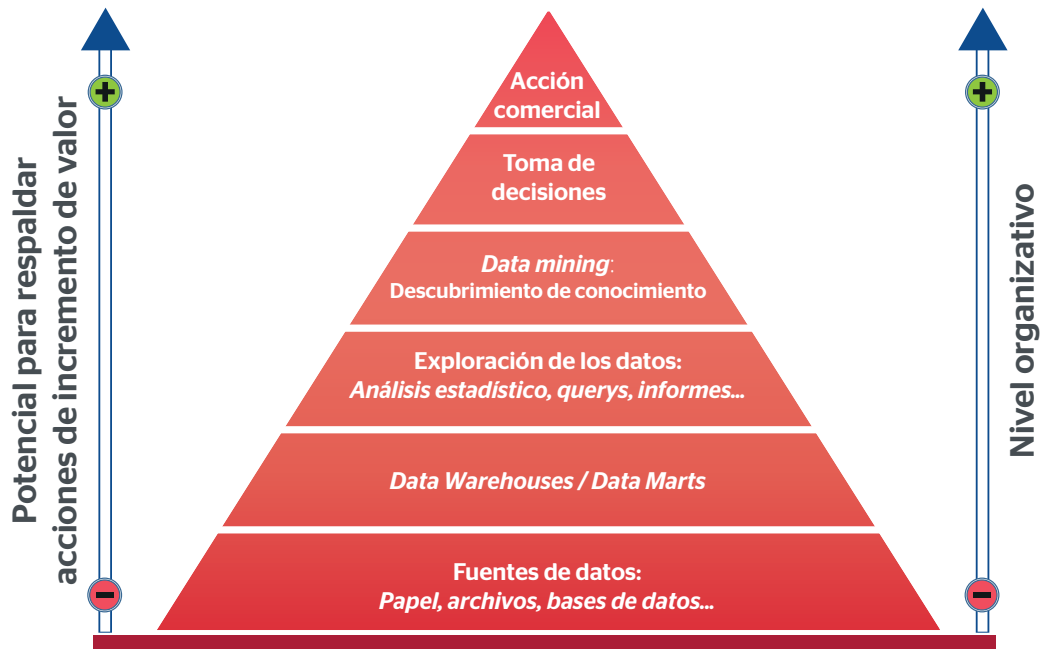 Potencial para respaldar
acciones de incremento de valor
Acción
comercial
Toma de
decisiones
Data mining:
Descubrimiento de conocimiento
Exploración de los datos:
Análisis estadístico, querys, informes...
Data Warehouses / Data Marts
Fuentes de datos:
Papel, archivos, bases de datos...
Nivel organizativo